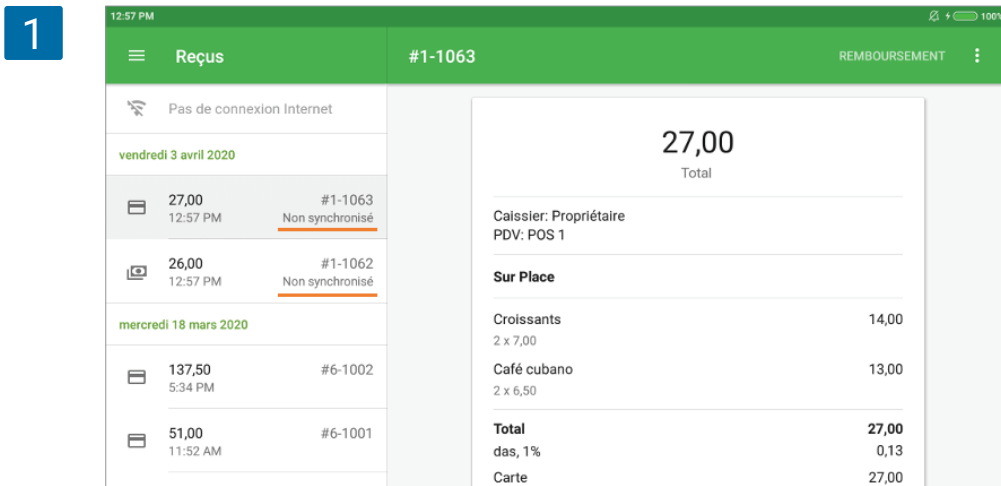 1
12:57 PM
100%
Reçus
#1-1063
REMBOURSEMENT
Pas de connexion Internet
vendredi 3 avril 2020
27,00
#1-1063
12:57 PM
Non synchronisé
26,00
#1-1062
12:57 PM
Non synchronisé
mercredi 18 mars 2020
137,50
#6-1002
5:34 PM
51,00
#6-1001
11:52 AM
27,00
Total
Caissier: Propriétaire
PDV: POS 1
Sur Place
Croissants 14,00
2 x 7,00
Café cubano 13,00
2 x 6,50
Total 27,00
das, 1% 0,13
Carte 27,00